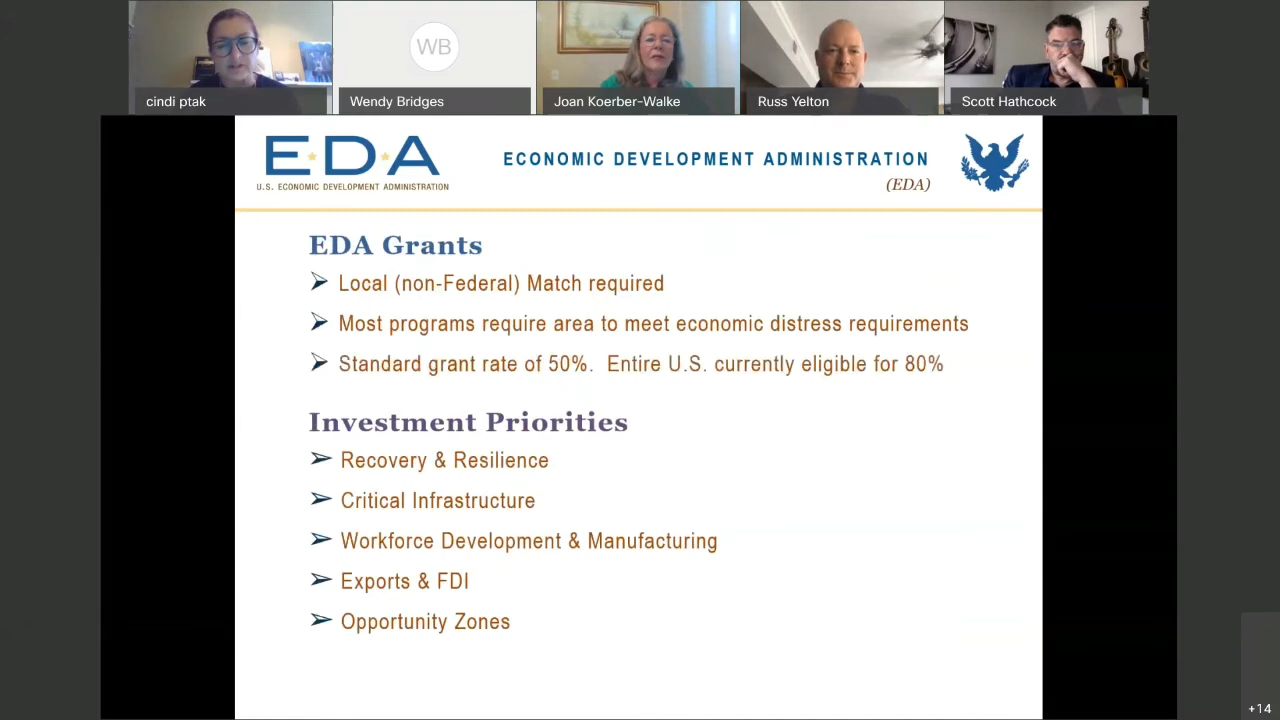 cindi ptak
WB
Wendy Bridges
Joan Koerber-Walke
Russ Yelton
Scott Hathcock
EDA
U.S. ECONOMIC DEVELOPMENT ADMINISTRATION
ECONOMIC DEVELOPMENT ADMINISTRATION
(EDA)
EDA Grants
➢ Local (non-Federal) Match required
➢ Most programs require area to meet economic distress requirements
➢ Standard grant rate of 50%. Entire U.S. currently eligible for 80%
Investment Priorities
➢ Recovery & Resilience
➢ Critical Infrastructure
➢ Workforce Development & Manufacturing
➢ Exports & FDI
➢ Opportunity Zones
+14